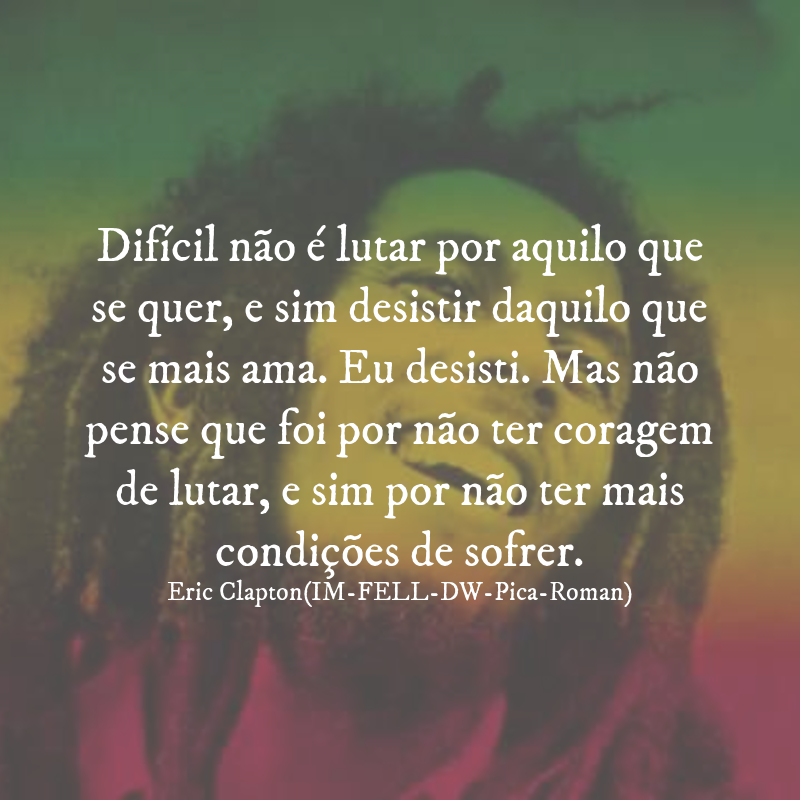 Difícil não é lutar por aquilo que
se quer, e sim desistir daquilo que
se mais ama. Eu desisti. Mas não
pense que foi por não ter coragem
de lutar, e sim por não ter mais
condições de sofrer.
Eric Clapton(IM-FELL-DW-Pica-Roman)